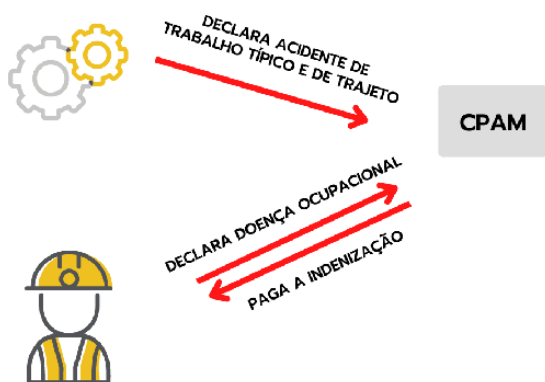 DECLARA ACIDENTE DE
TRABALHO TÍPICO E DE TRAJETO
CPAM
DECLARA DOENÇA OCUPACIONAL
PAGA A INDENIZAÇÃO